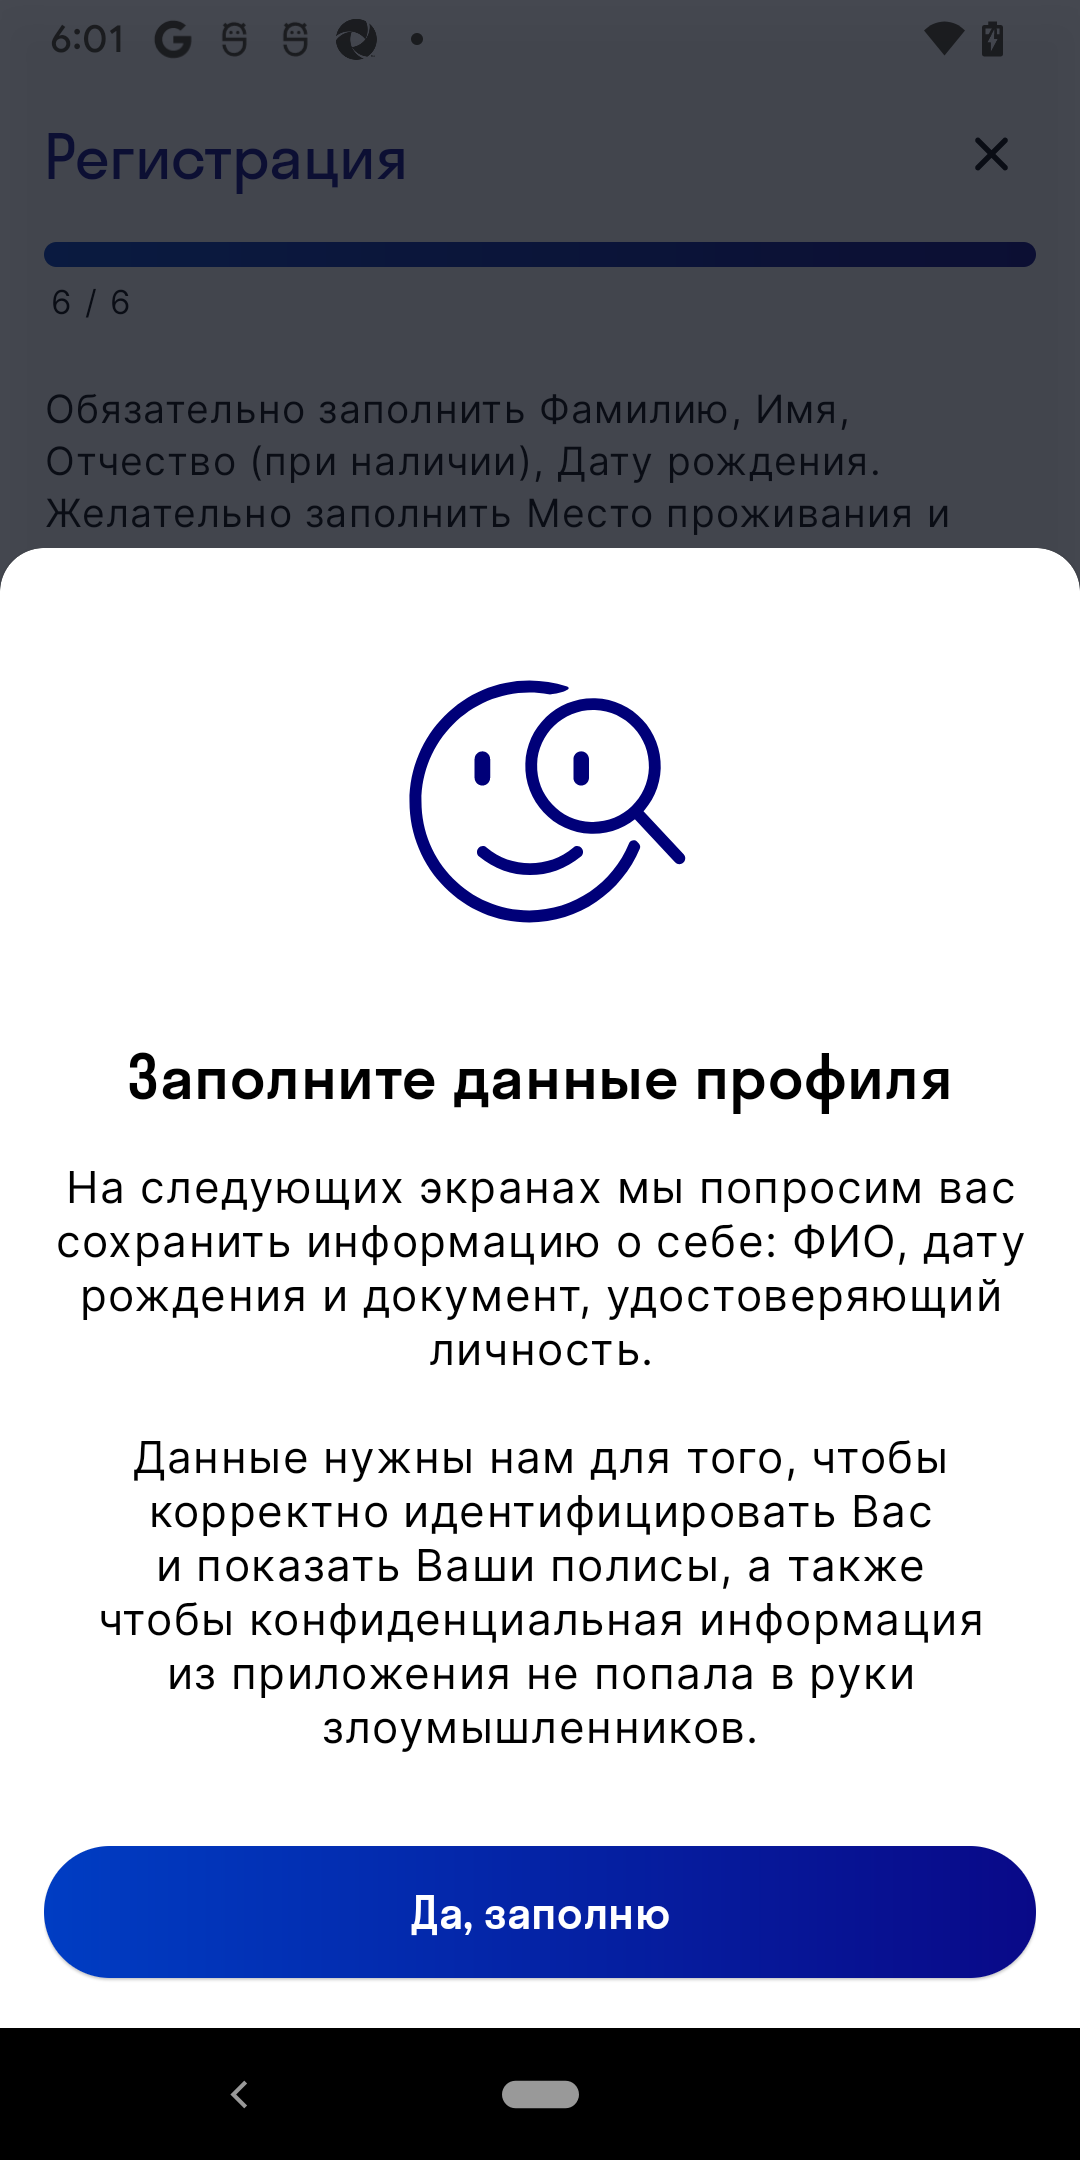 6:01
Регистрация
6 / 6
Обязательно заполнить Фамилию, Имя,
Отчество (при наличии), Дату рождения.
Желательно заполнить Место проживания и
Заполните данные профиля
На следующих экранах мы попросим вас
сохранить информацию о себе: ФИО, дату
рождения и документ, удостоверяющий
личность.
Данные нужны нам для того, чтобы
корректно идентифицировать Вас
и показать Ваши полисы, а также
чтобы конфиденциальная информация
из приложения не попала в руки
злоумышленников.
Да, заполню